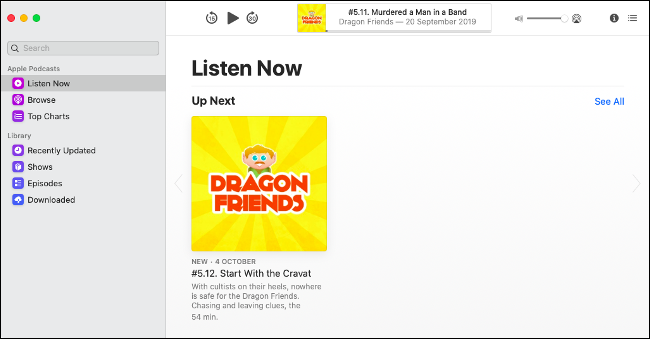 15
30
DRAGON
FRIENDS
#5.11. Murdered a Man in a Band
Dragon Friends — 20 September 2019
Search
Apple Podcasts
Listen Now
Browse
Top Charts
Library
Recently Updated
Shows
Episodes
Downloaded
Listen Now
Up Next
See All
DRAGON
FRIENDS
NEW · 4 OCTOBER
#5.12. Start With the Cravat
With cultists on their heels, nowhere
is safe for the Dragon Friends.
Chasing and leaving clues, the
54 min.